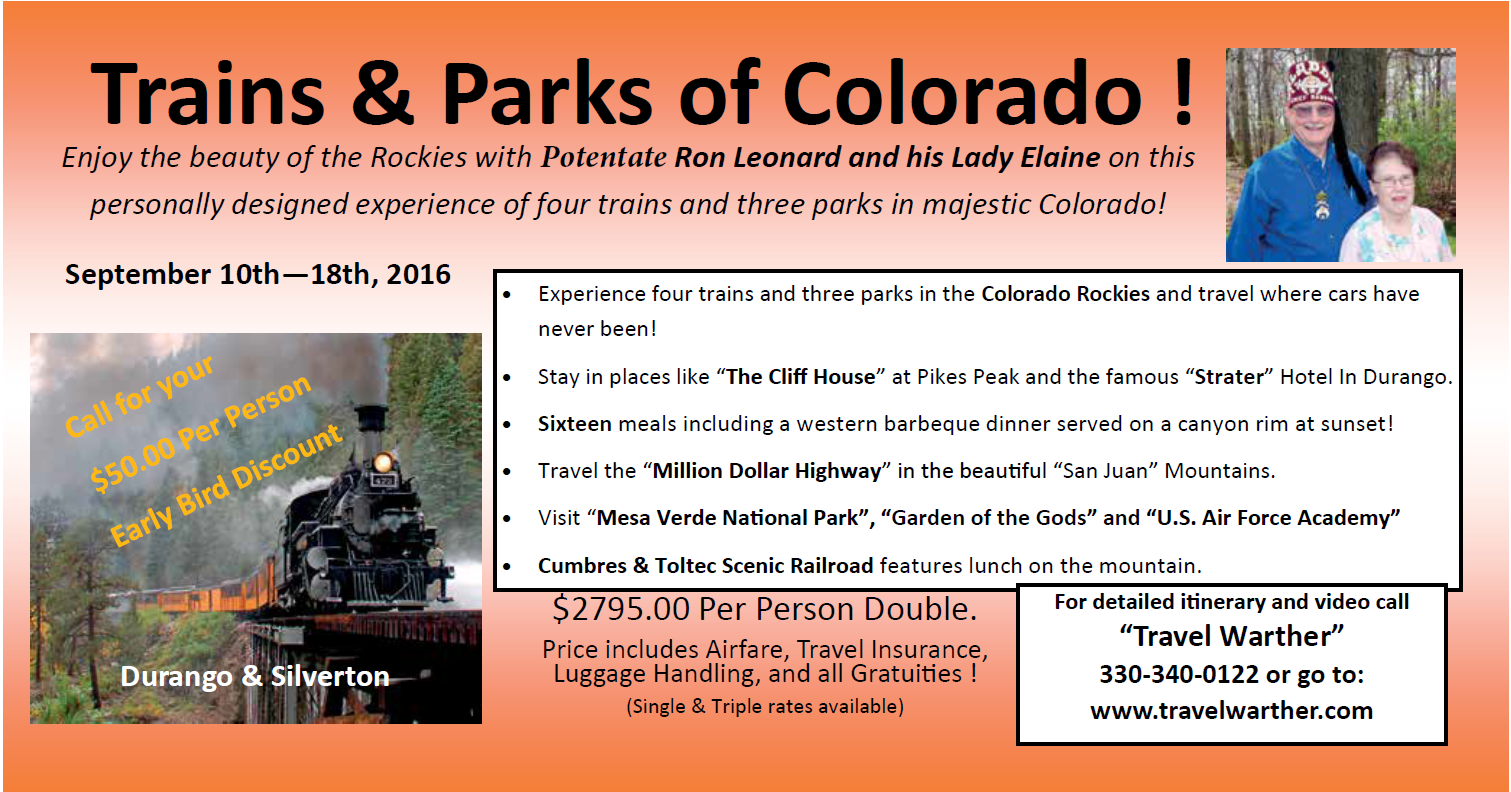 Trains & Parks of Colorado !
Enjoy the beauty of the Rockies with Potentate Ron Leonard and his Lady Elaine on this
personally designed experience of four trains and three parks in majestic Colorado!
September 10th—18th, 2016
Call for your
$50.00 Per Person
Early Bird Discount
Durango & Silverton
• Experience four trains and three parks in the Colorado Rockies and travel where cars have
never been!
• Stay in places like “The Cliff House” at Pikes Peak and the famous “Strater” Hotel In Durango.
• Sixteen meals including a western barbeque dinner served on a canyon rim at sunset!
• Travel the “Million Dollar Highway” in the beautiful “San Juan” Mountains.
• Visit “Mesa Verde National Park”, “Garden of the Gods” and “U.S. Air Force Academy”
• Cumbres & Toltec Scenic Railroad features lunch on the mountain.
$2795.00 Per Person Double.
Price includes Airfare, Travel Insurance,
Luggage Handling, and all Gratuities !
(Single & Triple rates available)
For detailed itinerary and video call
“Travel Warther”
330-340-0122 or go to:
www.travelwarther.com